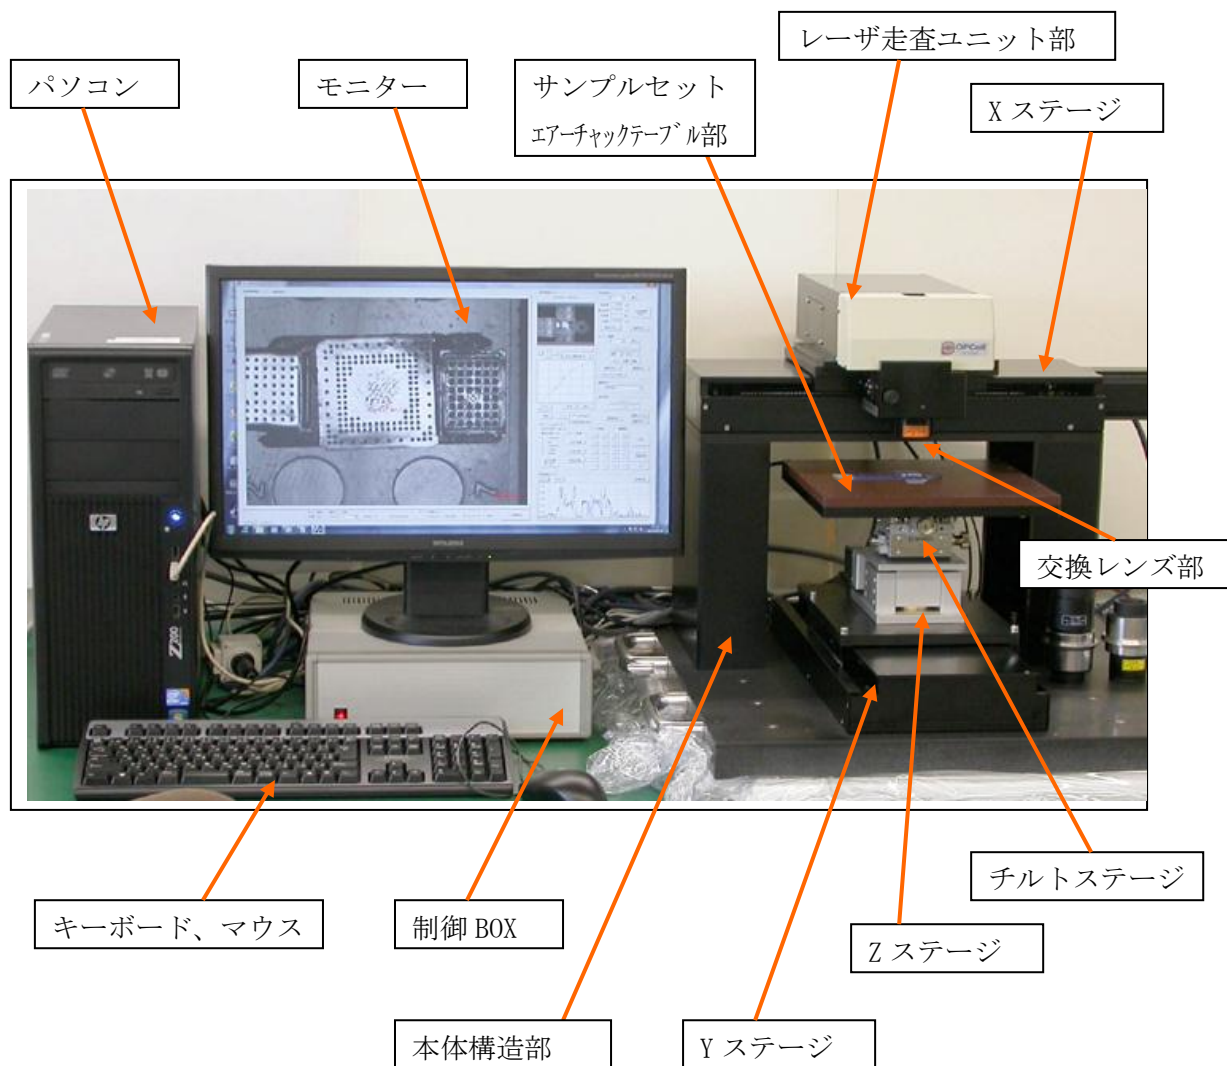 レーザ走査ユニット部
パソコン
モニター
サンプルセット
エアーチャックテーブル部
X ステージ
OPCell
hp
Z200
MITSUBISHI
交換レンズ部
チルトステージ
キーボード、マウス
制御 BOX
Z ステージ
本体構造部
Y ステージ